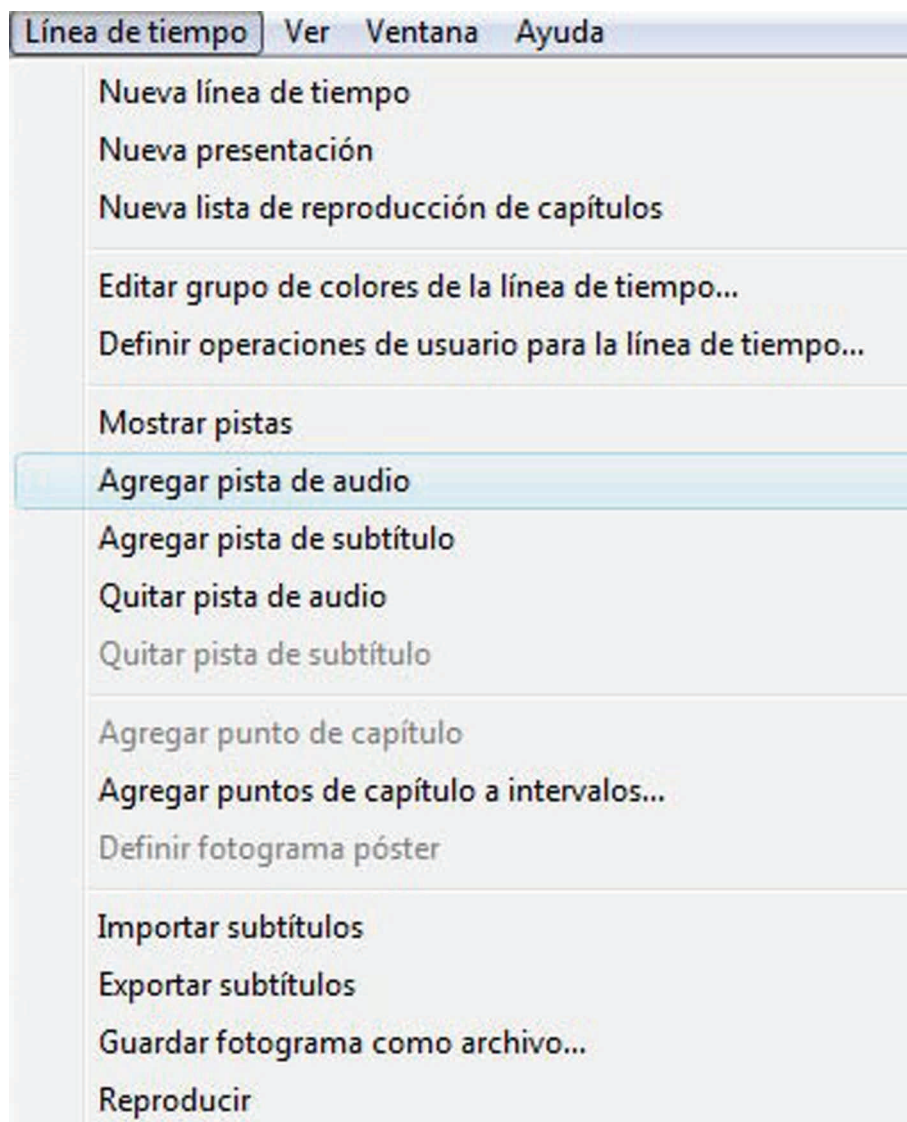 Línea de tiempo Ver Ventana Ayuda
Nueva línea de tiempo
Nueva presentación
Nueva lista de reproducción de capítulos
Editar grupo de colores de la línea de tiempo...
Definir operaciones de usuario para la línea de tiempo...
Mostrar pistas
Agregar pista de audio
Agregar pista de subtítulo
Quitar pista de audio
Quitar pista de subtítulo
Agregar punto de capítulo
Agregar puntos de capítulo a intervalos...
Definir fotograma póster
Importar subtítulos
Exportar subtítulos
Guardar fotograma como archivo...
Reproducir